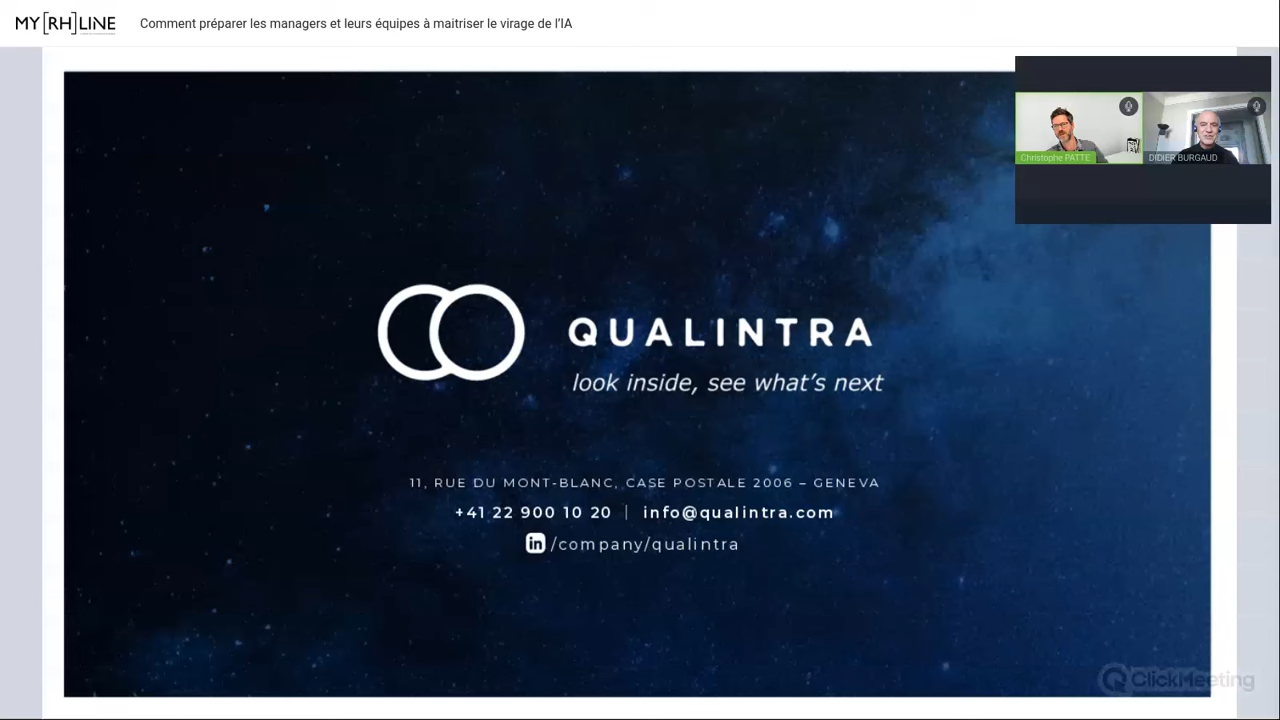 MY[RH]LINE
Comment préparer les managers et leurs équipes à maitriser le virage de l'IA
Christophe PATTE
DIDIER BURGAUD
QUALINTRA
look inside, see what's next
11, RUE DU MONT-BLANC, CASE POSTALE 2006 – GENEVA
+41 22 900 10 20 | info@qualintra.com
in /company/qualintra
ClickMeeting